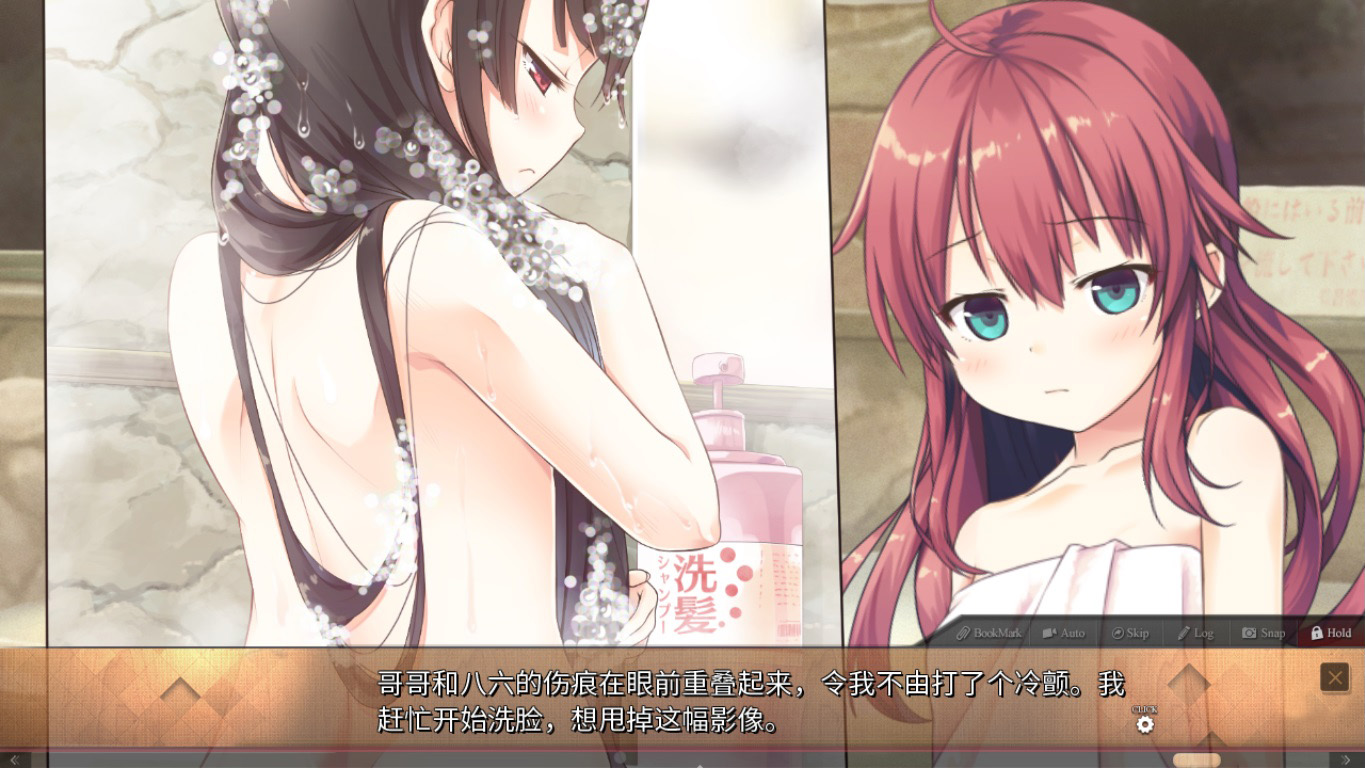 洗髪
シャンプー
BookMark
Auto
Skip
Log
Snap
Hold
哥哥和八六的伤痕在眼前重叠起来，令我不由打了个冷颤。我
赶忙开始洗脸，想甩掉这幅影像。
CLICK